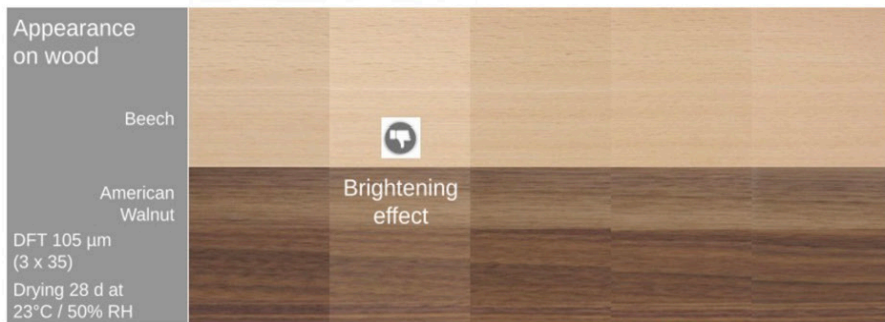 Appearance
on wood
Beech
Brightening
effect
American
Walnut
DFT 105 µm
(3 x 35)
Drying 28 d at
23°C / 50% RH